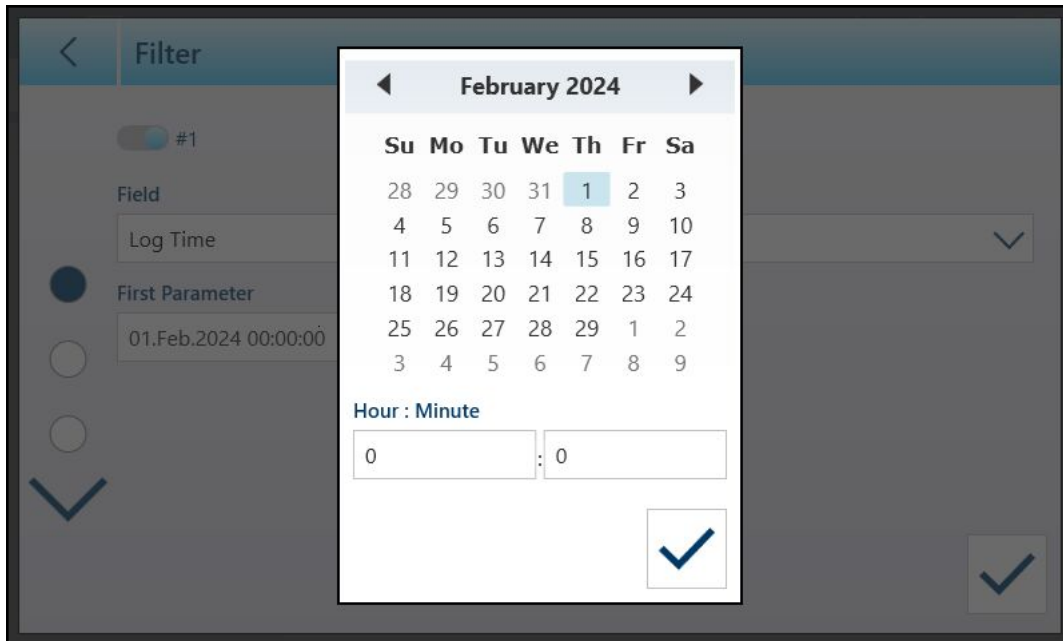 Filter
#1
Field
Log Time
First Parameter
01.Feb.2024 00:00:00
February 2024
Su Mo Tu We Th Fr Sa
28 29 30 31 1 2 3
4 5 6 7 8 9 10
11 12 13 14 15 16 17
18 19 20 21 22 23 24
25 26 27 28 29 1 2
3 4 5 6 7 8 9
Hour : Minute
0 : 0